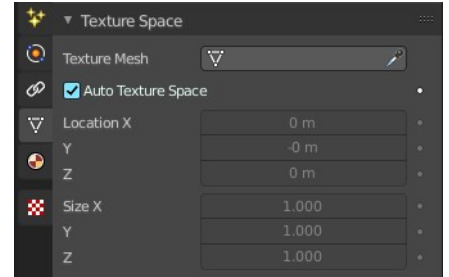 Texture Space
Texture Mesh
Auto Texture Space
Location X 0 m
Y -0 m
Z 0 m
Size X 1.000
Y 1.000
Z 1.000